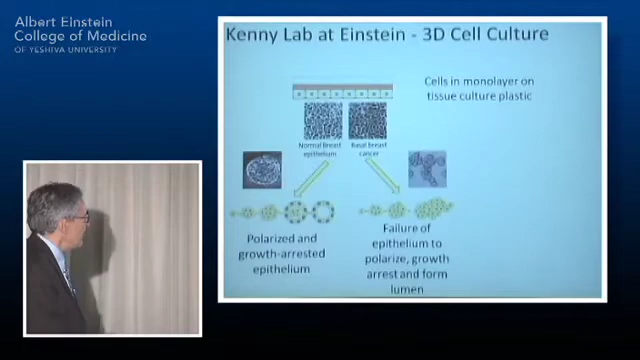 Albert Einstein
College of Medicine
OF YESHIVA UNIVERSITY
Kenny Lab at Einstein - 3D Cell Culture
Cells in monolayer on
tissue culture plastic
Normal Breast
epithelium
Basal breast
cancer
Polarized and
growth-arrested
epithelium
Failure of
epithelium to
polarize, growth
arrest and form
lumen